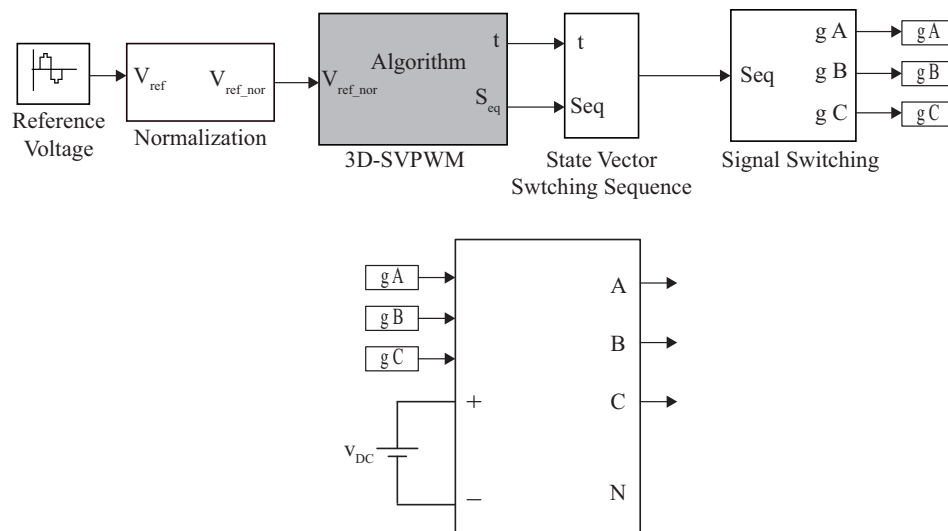 V_ref
V_ref_nor
V_ref_nor
Algorithm
t
S_eq
t
Seq
Seq
g A
g B
g C
g A
g B
g C
Reference
Voltage
Normalization
3D-SVPWM
State Vector
Swtching Sequence
Signal Switching
g A
g B
g C
+
−
v_DC
A
B
C
N